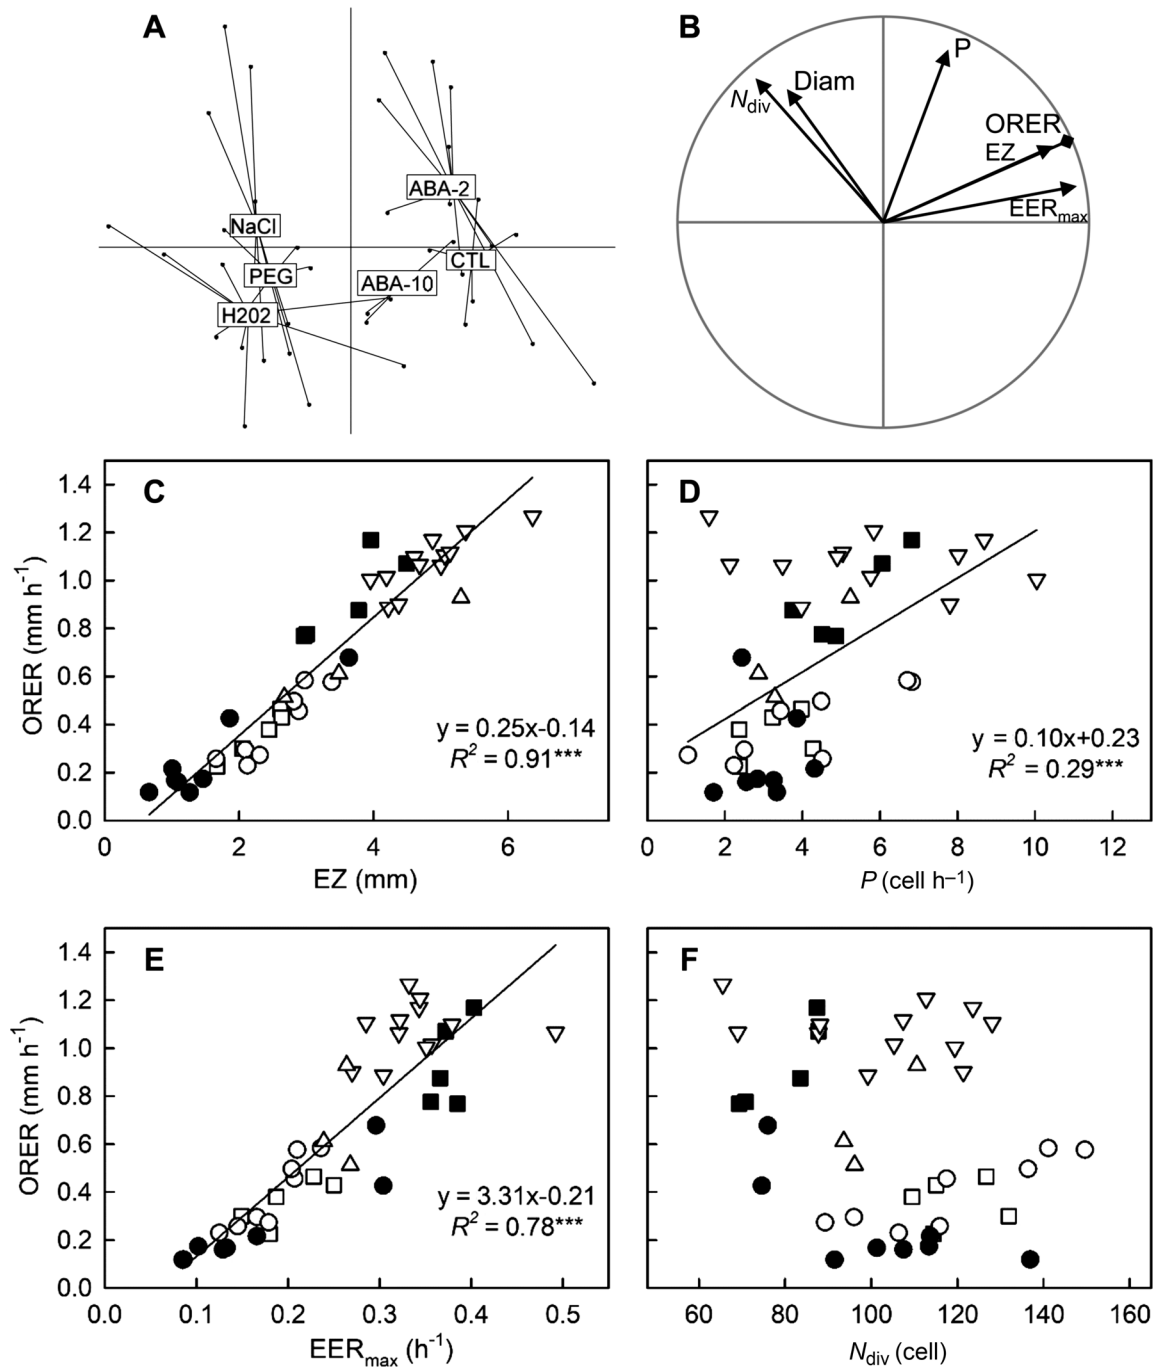 A
ABA-2
NaCl
CTL
PEG
ABA-10
H202
B
P
Diam
Ndiv
ORER
EZ
EERmax
C
ORER (mm h⁻¹)
1.4
1.2
1.0
0.8
0.6
0.4
0.2
0.0
y = 0.25x-0.14
R² = 0.91***
0 2 4 6
EZ (mm)
D
y = 0.10x+0.23
R² = 0.29***
0 2 4 6 8 10 12
P (cell h⁻¹)
E
ORER (mm h⁻¹)
1.4
1.2
1.0
0.8
0.6
0.4
0.2
0.0
y = 3.31x-0.21
R² = 0.78***
0.0 0.1 0.2 0.3 0.4 0.5
EERmax (h⁻¹)
F
60 80 100 120 140 160
Ndiv (cell)